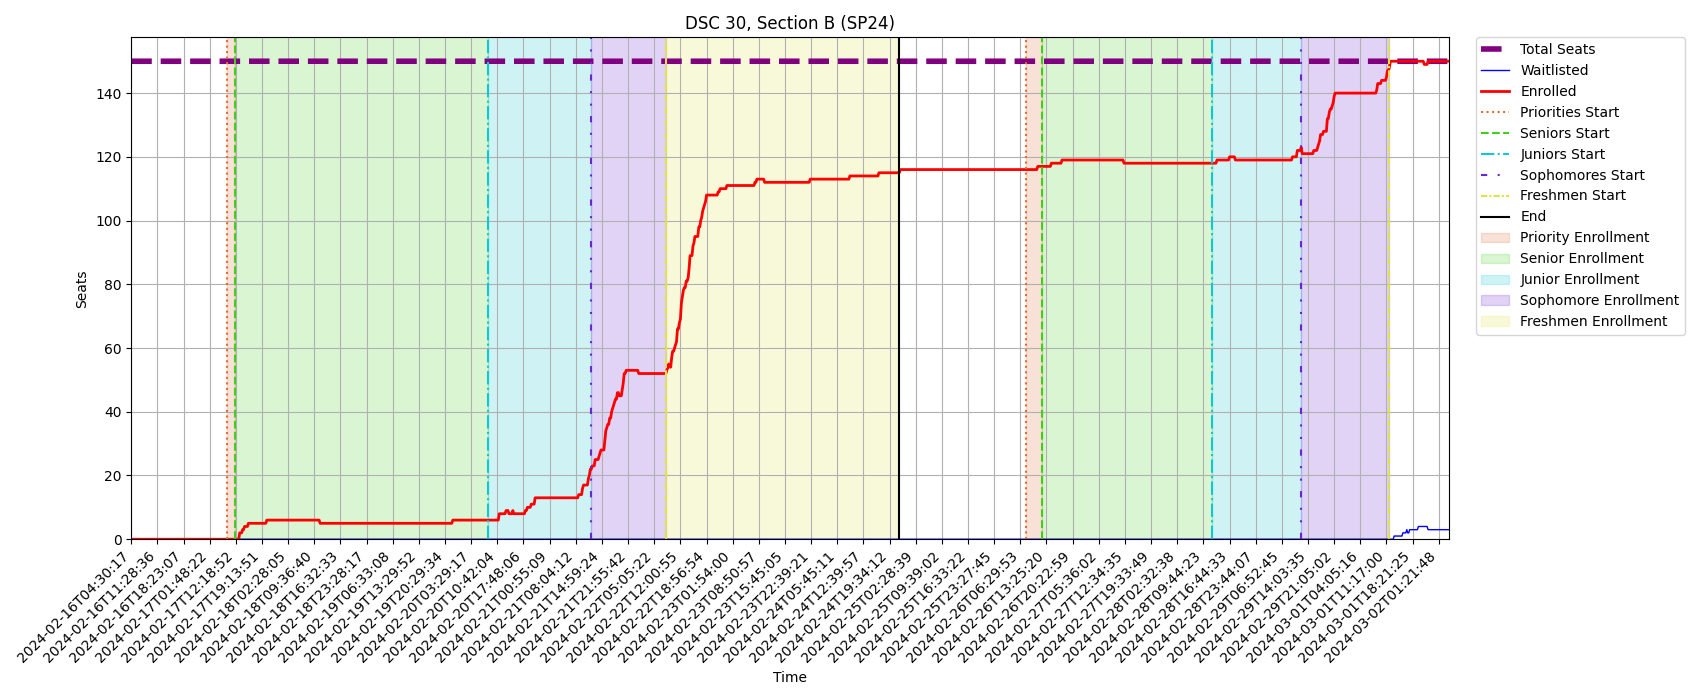 DSC 30, Section B (SP24)
Seats
140
120
100
80
60
40
20
0
2024-02-16T04:30:17
2024-02-16T11:28:36
2024-02-16T18:23:07
2024-02-17T01:48:22
2024-02-17T12:18:52
2024-02-17T19:13:51
2024-02-18T02:28:05
2024-02-18T09:36:40
2024-02-18T16:32:33
2024-02-18T23:28:17
2024-02-19T06:33:08
2024-02-19T13:29:52
2024-02-19T20:29:34
2024-02-20T03:29:17
2024-02-20T10:42:04
2024-02-20T17:48:06
2024-02-21T00:55:09
2024-02-21T08:04:12
2024-02-21T14:59:24
2024-02-21T21:55:42
2024-02-22T05:05:22
2024-02-22T12:00:55
2024-02-22T18:56:54
2024-02-23T01:54:00
2024-02-23T08:50:57
2024-02-23T15:45:05
2024-02-23T22:39:21
2024-02-24T05:45:11
2024-02-24T12:39:57
2024-02-24T19:34:12
2024-02-25T02:28:39
2024-02-25T09:39:02
2024-02-25T16:33:22
2024-02-25T23:27:45
2024-02-26T06:29:53
2024-02-26T13:25:20
2024-02-26T20:22:59
2024-02-27T05:36:02
2024-02-27T12:34:35
2024-02-27T19:33:49
2024-02-28T02:32:38
2024-02-28T09:44:23
2024-02-28T16:44:33
2024-02-28T23:44:07
2024-02-29T06:52:45
2024-02-29T14:03:35
2024-02-29T21:05:02
2024-03-01T04:05:16
2024-03-01T11:17:00
2024-03-01T18:21:25
2024-03-02T01:21:48
Time
Total Seats
Waitlisted
Enrolled
Priorities Start
Seniors Start
Juniors Start
Sophomores Start
Freshmen Start
End
Priority Enrollment
Senior Enrollment
Junior Enrollment
Sophomore Enrollment
Freshmen Enrollment